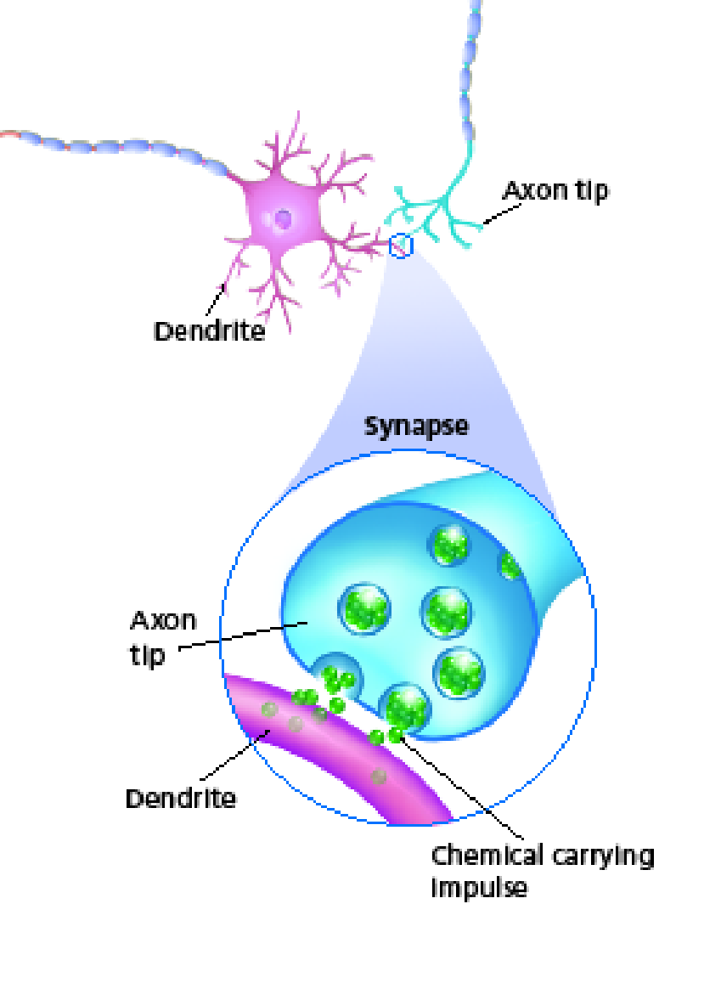 Axon tip
Dendrite
Synapse
Axon
tip
Dendrite
Chemical carrying
impulse